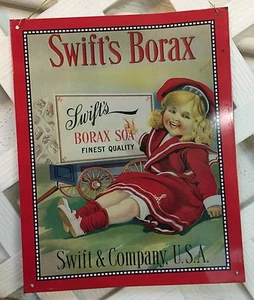 Swift's Borax
Swift's
BORAX SOA
FINEST QUALITY
Swift & Company, U.S.A.